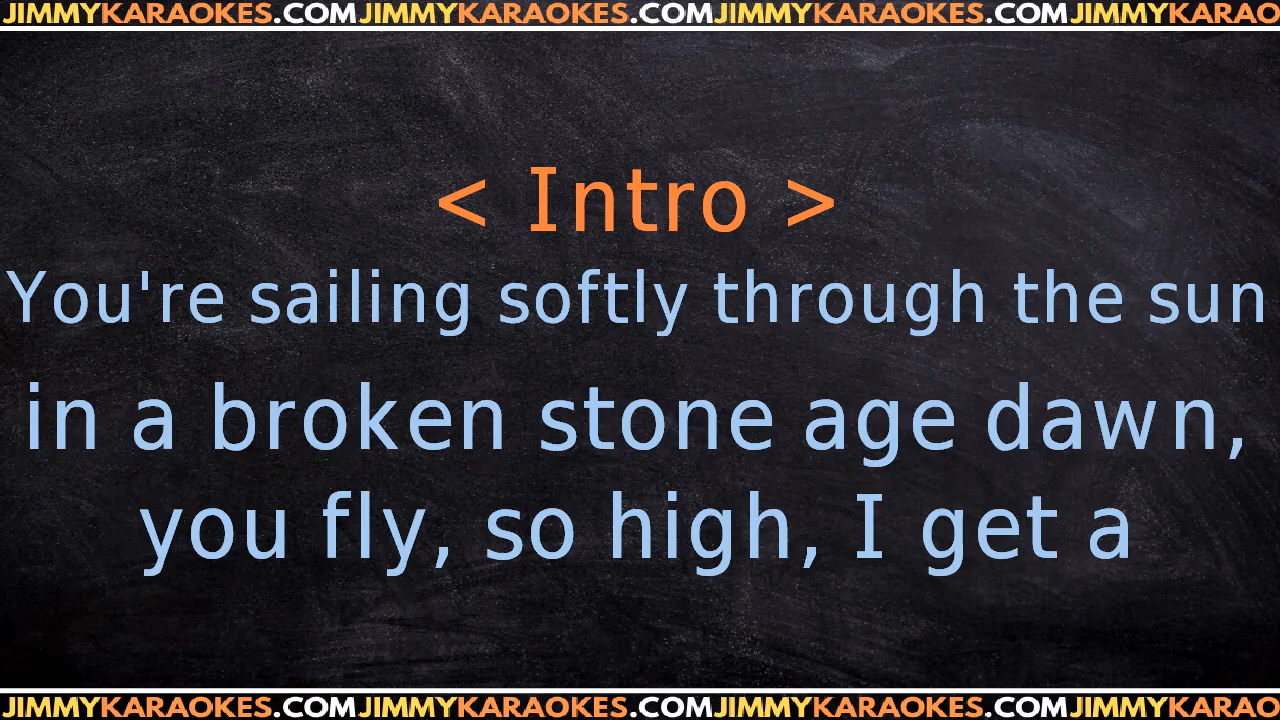 JIMMYKARAOKES.COMJIMMYKARAOKES.COMJIMMYKARAOKES.COMJIMMYKARAO
< Intro >
You're sailing softly through the sun
in a broken stone age dawn,
you fly, so high, I get a
JIMMYKARAOKES.COMJIMMYKARAOKES.COMJIMMYKARAOKES.COMJIMMYKARAO